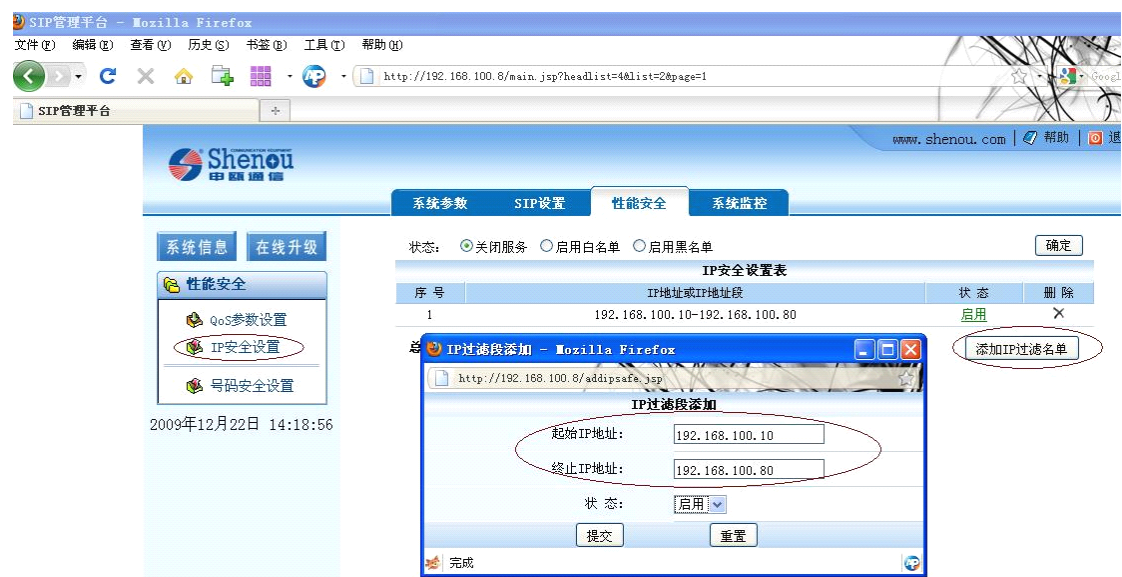 SIP管理平台 - Mozilla Firefox
文件(F) 编辑(E) 查看(V) 历史(S) 书签(B) 工具(T) 帮助(H)
http://192.168.100.8/main.jsp?headlist=4&list=2&page=1
Googl
SIP管理平台
www.shenou.com | 帮助 | 退
Shenou
申瓯通信
系统参数 SIP设置 性能安全 系统监控
系统信息 在线升级
状态: 关闭服务 启用白名单 启用黑名单 确定
IP安全设置表
性能安全
序 号 IP地址或IP地址段 状 态 删 除
QoS参数设置
1 192.168.100.10-192.168.100.80 启用
IP安全设置
总
添加IP过滤名单
IP过滤段添加 - Mozilla Firefox
http://192.168.100.8/addipsafe.jsp
号码安全设置
IP过滤段添加
2009年12月22日 14:18:56
起始IP地址: 192.168.100.10
终止IP地址: 192.168.100.80
状 态: 启用
提交 重置
完成